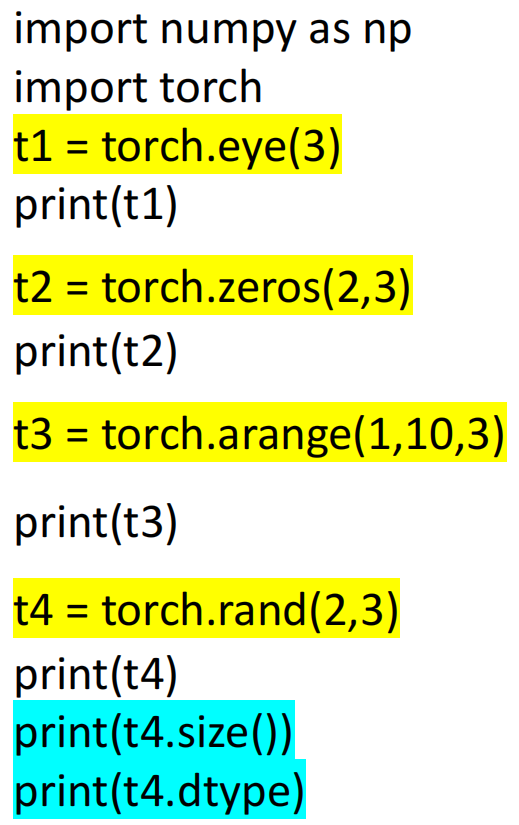 import numpy as np
import torch
t1 = torch.eye(3)
print(t1)
t2 = torch.zeros(2,3)
print(t2)
t3 = torch.arange(1,10,3)
print(t3)
t4 = torch.rand(2,3)
print(t4)
print(t4.size())
print(t4.dtype)